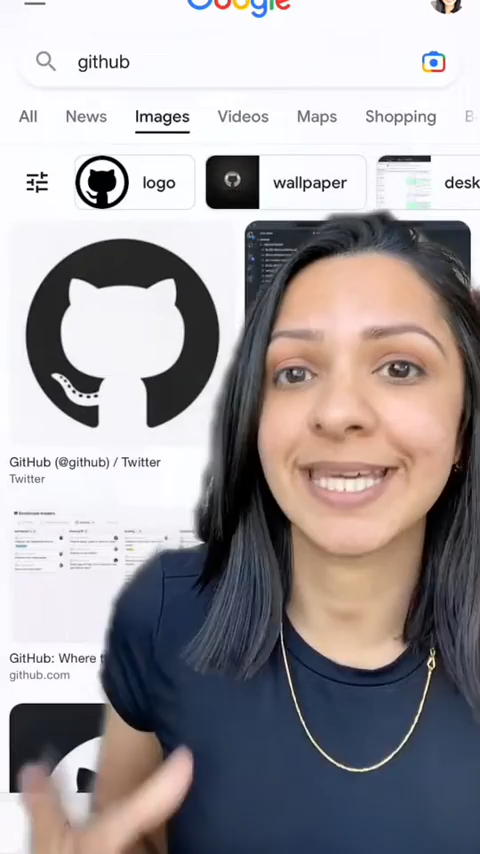 Google
github
All News Images Videos Maps Shopping B
logo wallpaper desk
GitHub (@github) / Twitter
Twitter
GitHub: Where t
github.com